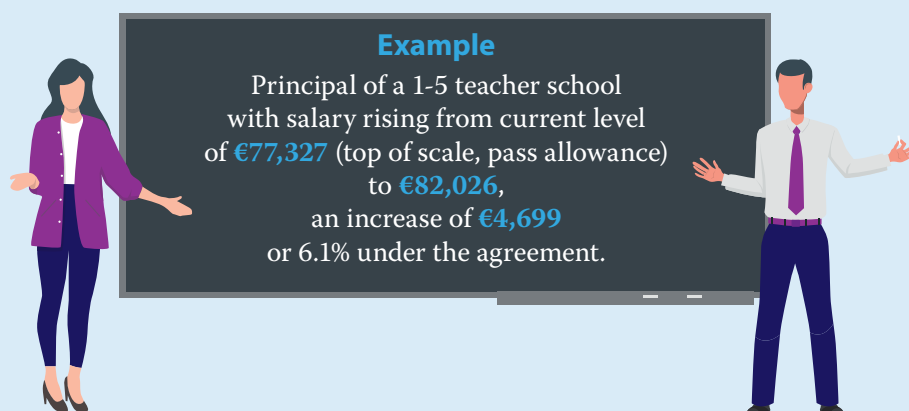 Example
Principal of a 1-5 teacher school
with salary rising from current level
of €77,327 (top of scale, pass allowance)
to €82,026,
an increase of €4,699
or 6.1% under the agreement.